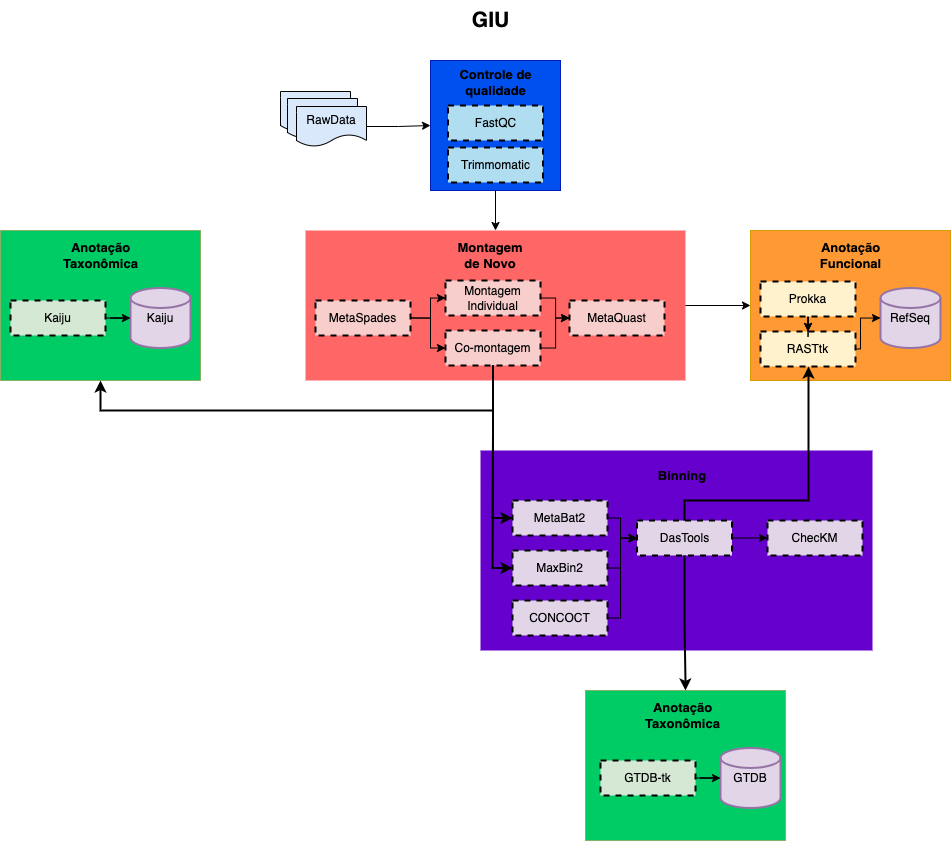 GIU
Controle de
qualidade
RawData
FastQC
Trimmomatic
Anotação
Taxonômica
Kaiju
Kaiju
Montagem
de Novo
MetaSpades
Montagem
Individual
Co-montagem
MetaQuast
Anotação
Funcional
Prokka
RASTtk
RefSeq
Binning
MetaBat2
MaxBin2
CONCOCT
DasTools
ChecKM
Anotação
Taxonômica
GTDB-tk
GTDB